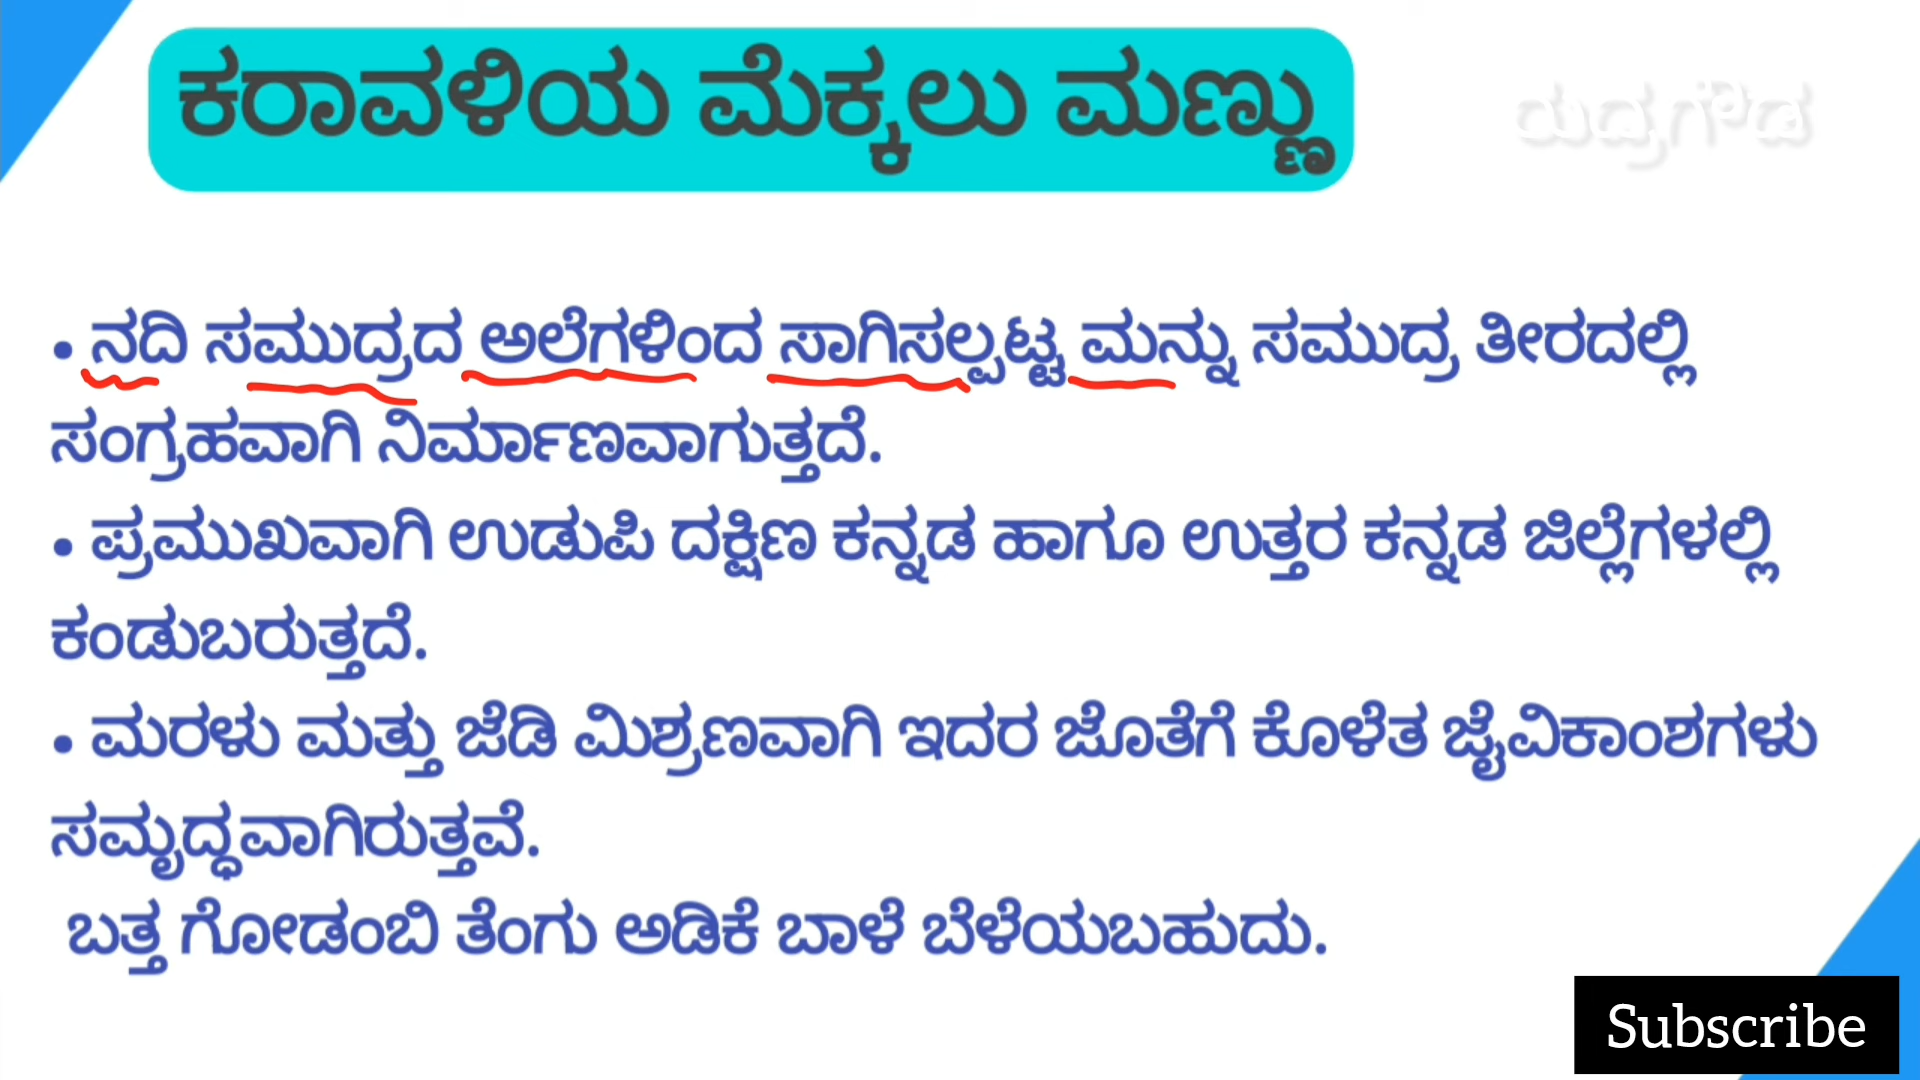 ಕರಾವಳಿಯ ಮೆಕ್ಕಲು ಮಣ್ಣು
ರುದ್ರಗೌಡ
• ನದಿ ಸಮುದ್ರದ ಅಲೆಗಳಿಂದ ಸಾಗಿಸಲ್ಪಟ್ಟ ಮನ್ನು ಸಮುದ್ರ ತೀರದಲ್ಲಿ
ಸಂಗ್ರಹವಾಗಿ ನಿರ್ಮಾಣವಾಗುತ್ತದೆ.
• ಪ್ರಮುಖವಾಗಿ ಉಡುಪಿ ದಕ್ಷಿಣ ಕನ್ನಡ ಹಾಗೂ ಉತ್ತರ ಕನ್ನಡ ಜಿಲ್ಲೆಗಳಲ್ಲಿ
ಕಂಡುಬರುತ್ತದೆ.
• ಮರಳು ಮತ್ತು ಜೆಡಿ ಮಿಶ್ರಣವಾಗಿ ಇದರ ಜೊತೆಗೆ ಕೊಳೆತ ಜೈವಿಕಾಂಶಗಳು
ಸಮೃದ್ಧವಾಗಿರುತ್ತವೆ.
ಬತ್ತ ಗೋಡಂಬಿ ತೆಂಗು ಅಡಿಕೆ ಬಾಳೆ ಬೆಳೆಯಬಹುದು.
Subscribe